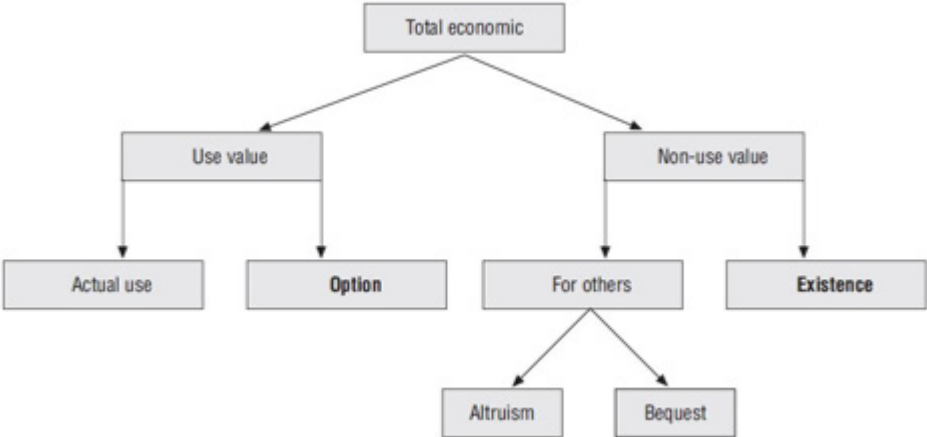 Total economic
Use value
Non-use value
Actual use
Option
For others
Existence
Altruism
Bequest